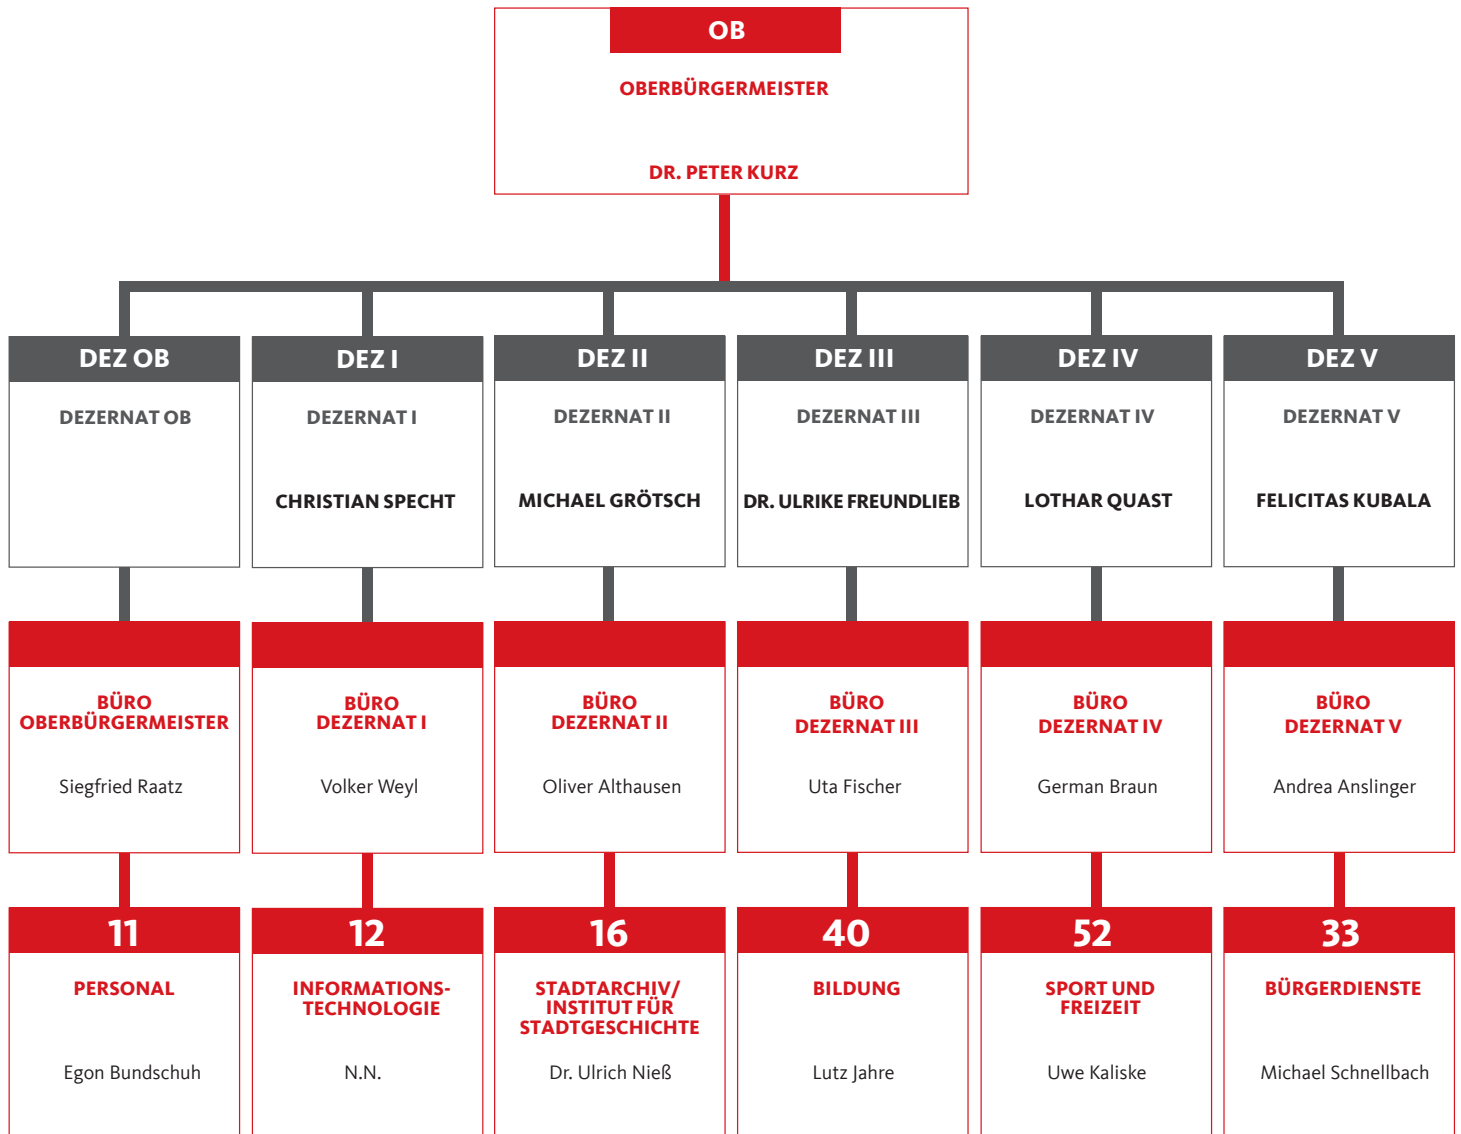 OB
OBERBÜRGERMEISTER
DR. PETER KURZ
DEZ OB
DEZERNAT OB
DEZ I
DEZERNAT I
CHRISTIAN SPECHT
DEZ II
DEZERNAT II
MICHAEL GRÖTSCH
DEZ III
DEZERNAT III
DR. ULRIKE FREUNDLIEB
DEZ IV
DEZERNAT IV
LOTHAR QUAST
DEZ V
DEZERNAT V
FELICITAS KUBALA
BÜRO
OBERBÜRGERMEISTER
Siegfried Raatz
BÜRO
DEZERNAT I
Volker Weyl
BÜRO
DEZERNAT II
Oliver Althausen
BÜRO
DEZERNAT III
Uta Fischer
BÜRO
DEZERNAT IV
German Braun
BÜRO
DEZERNAT V
Andrea Anslinger
11
PERSONAL
Egon Bundschuh
12
INFORMATIONS-
TECHNOLOGIE
N.N.
16
STADTARCHIV/
INSTITUT FÜR
STADTGESCHICHTE
Dr. Ulrich Nieß
40
BILDUNG
Lutz Jahre
52
SPORT UND
FREIZEIT
Uwe Kaliske
33
BÜRGERDIENSTE
Michael Schnellbach